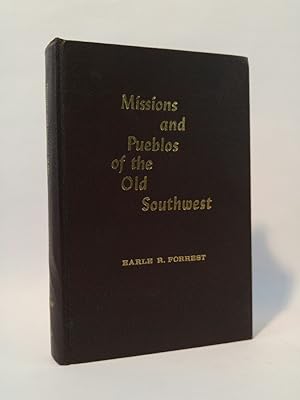 Missions
and
Pueblos
of the
Old
Southwest
EARLE R. FORREST